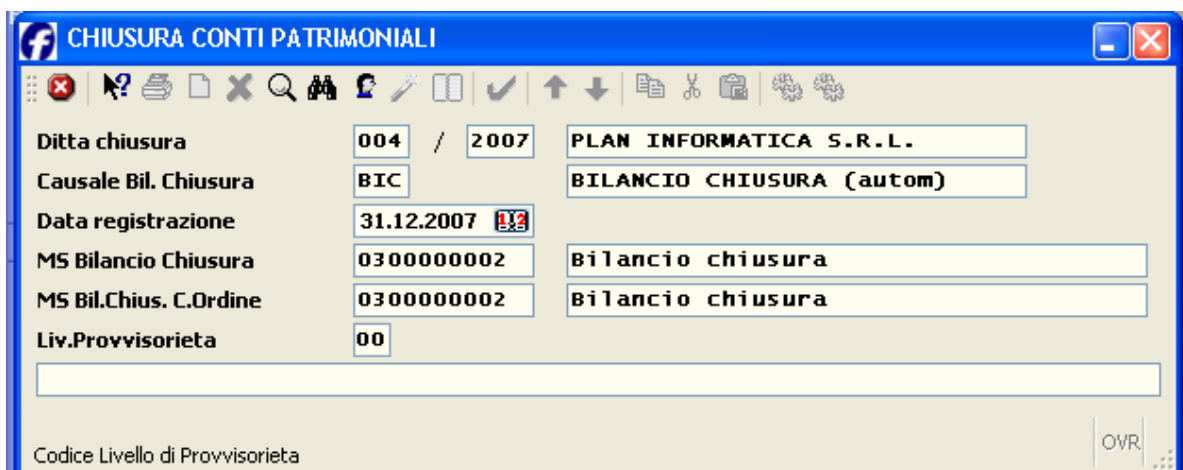 CHIUSURA CONTI PATRIMONIALI
Ditta chiusura 004 / 2007 PLAN INFORMATICA S.R.L.
Causale Bil. Chiusura BIC BILANCIO CHIUSURA (autom)
Data registrazione 31.12.2007
MS Bilancio Chiusura 0300000002 Bilancio chiusura
MS Bil.Chius. C.Ordine 0300000002 Bilancio chiusura
Liv.Provvisorieta 00
Codice Livello di Provvisorieta OVR